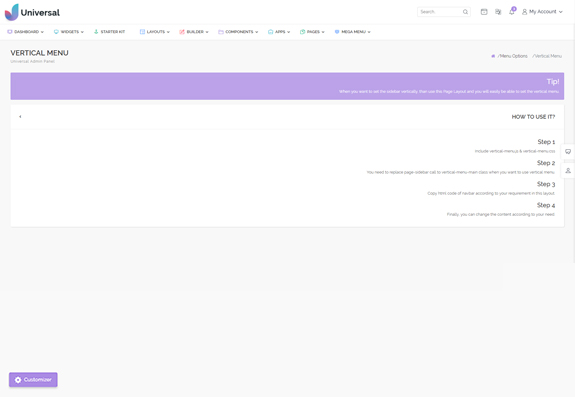 Universal
Search
My Account
DASHBOARD
WIDGETS
STARTER KIT
LAYOUTS
BUILDER
COMPONENTS
APPS
PAGES
MEGA MENU
VERTICAL MENU
Universal Admin Panel
/Menu Options
/Vertical Menu
Tip!
When you want to set the sidebar vertically then use this Page Layout and you will easily be able to set the vertical menu.
HOW TO USE IT?
Step 1
Include vertical-menu.js & vertical-menu.css
Step 2
You need to replace page-sidebar call to vertical-menu-main class when you want to use vertical menu.
Step 3
Copy html code of navbar according to your requirement in this layout.
Step 4
Finally, you can change the content according to your need.
Customizer